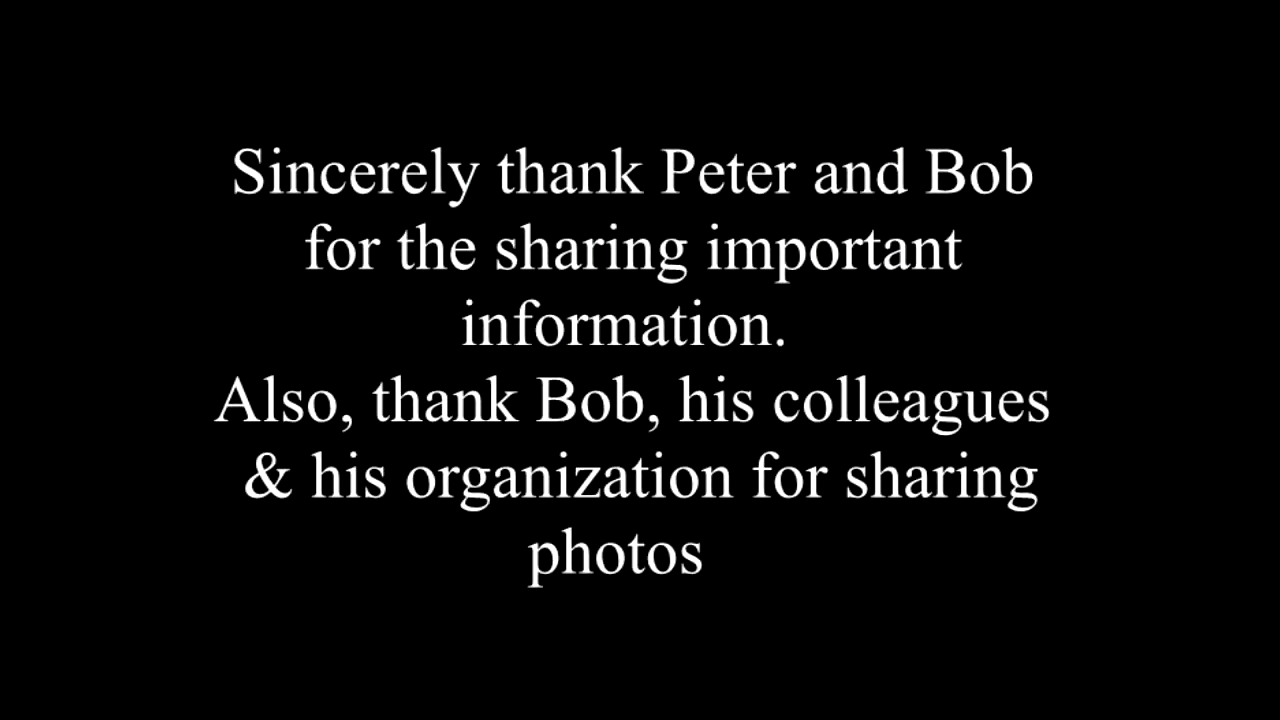 Sincerely thank Peter and Bob
for the sharing important
information.
Also, thank Bob, his colleagues
& his organization for sharing
photos